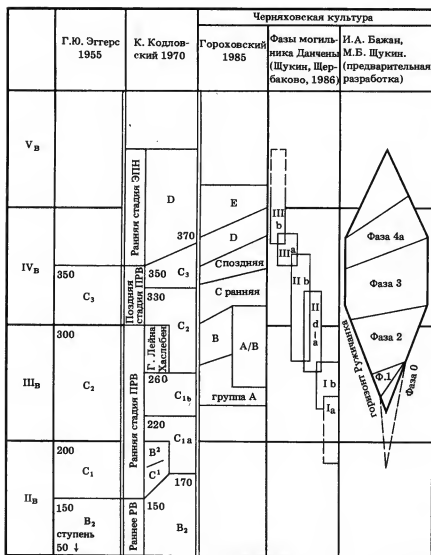 Черняховская культура
Г.Ю. Эггерс
1955
К. Кодлов-
ский 1970
Гороховский
1985
Фазы могиль-
ника Данчены
(Щукин, Щер-
баково, 1986)
И.А. Бажан,
М.Б. Щукин.
(предварительная
разработка)
V в
IV в
III в
II в
350
C3
300
C2
200
C1
150
B2
ступень
50 ↓
Ранняя стадия ЭПН
Поздняя
стадия ПРВ
Ранняя стадия ПРВ
Раннее РВ
D
370
350
C3
330
C2
Г. Лейна
Хаслебен
260
C1b
220
C1a
B2
C1
170
150
B2
E
D
C поздняя
C ранняя
B
A/B
группа A
III
b
III a
II b
II
d—a
I b
Ia
Фаза 4а
Фаза 3
Фаза 2
Ф.1
горизонт Ружичанка
Фаза 0